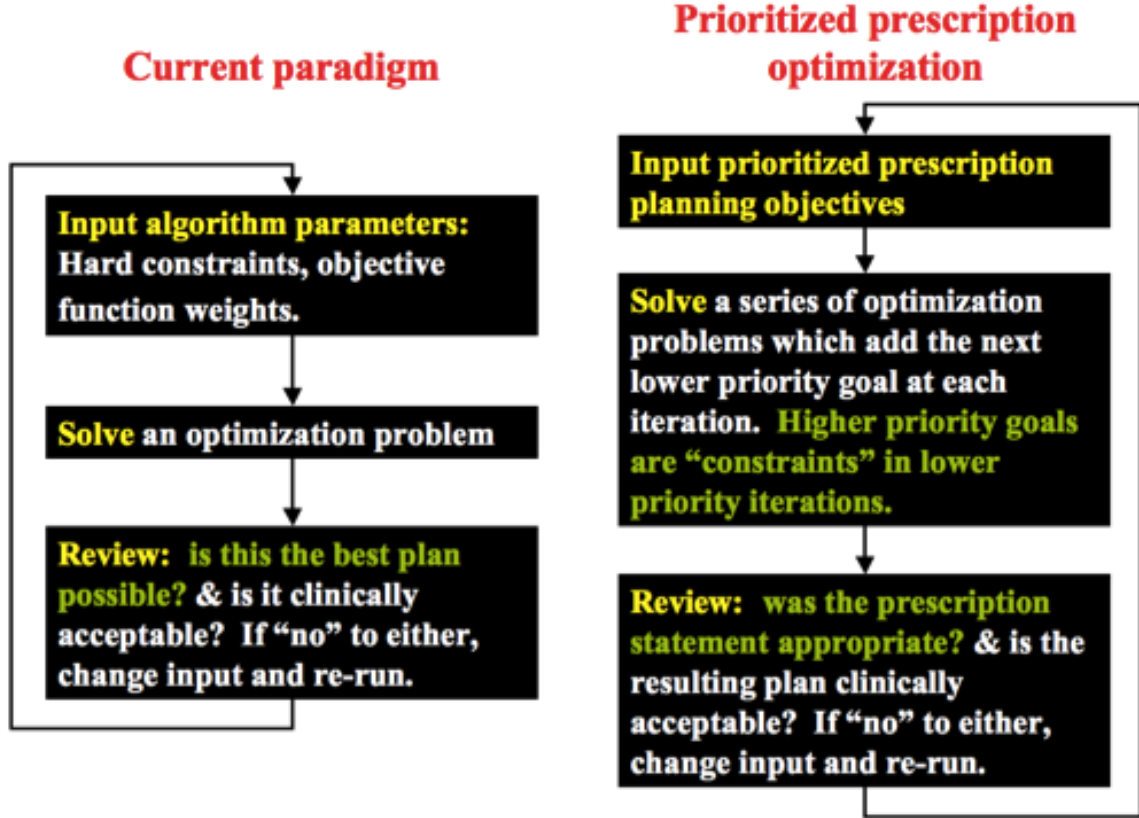 Current paradigm
Input algorithm parameters:
Hard constraints, objective
function weights.
Solve an optimization problem
Review:  is this the best plan
possible? & is it clinically
acceptable?  If “no” to either,
change input and re-run.
Prioritized prescription
optimization
Input prioritized prescription
planning objectives
Solve a series of optimization
problems which add the next
lower priority goal at each
iteration.  Higher priority goals
are “constraints” in lower
priority iterations.
Review:  was the prescription
statement appropriate? & is the
resulting plan clinically
acceptable?  If “no” to either,
change input and re-run.